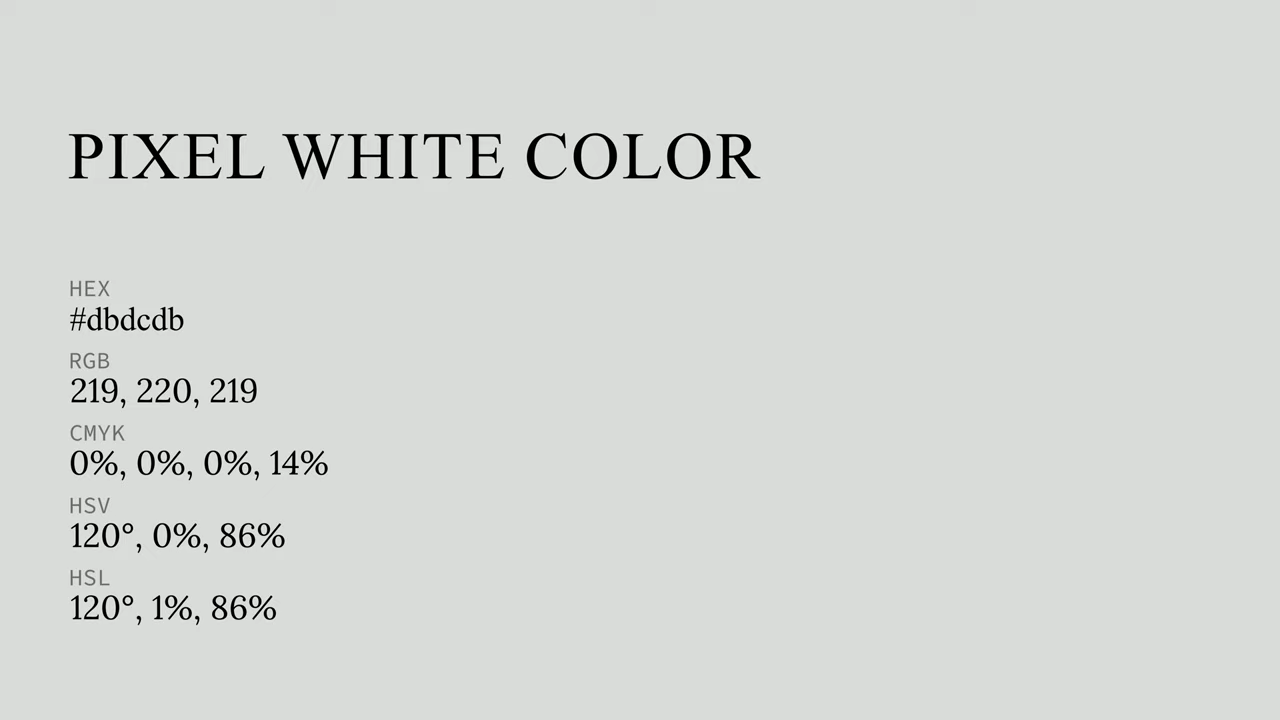 PIXEL WHITE COLOR
HEX
#dbdcdb
RGB
219, 220, 219
CMYK
0%, 0%, 0%, 14%
HSV
120°, 0%, 86%
HSL
120°, 1%, 86%